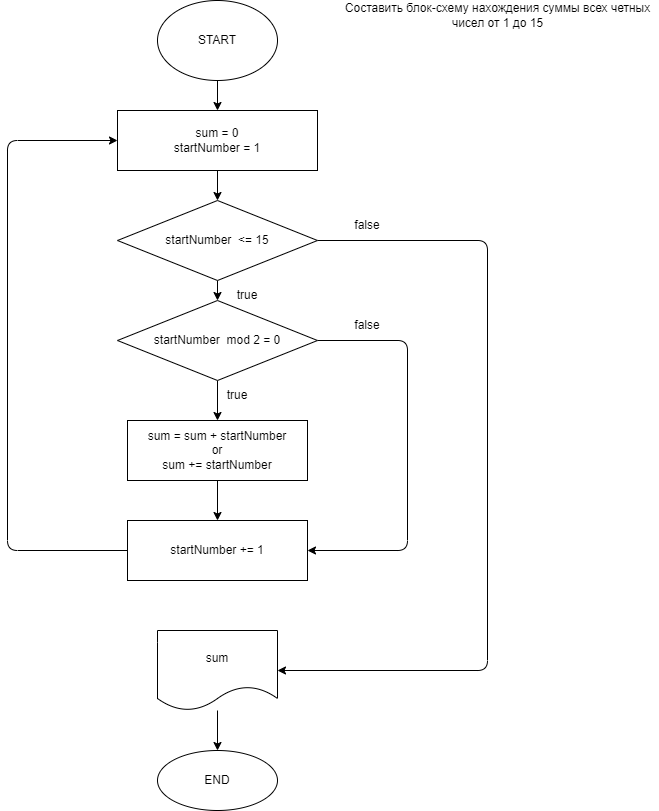 Составить блок-схему нахождения суммы всех четных
чисел от 1 до 15
START
sum = 0
startNumber = 1
startNumber <= 15
false
true
startNumber mod 2 = 0
false
true
sum = sum + startNumber
or
sum += startNumber
startNumber += 1
sum
END